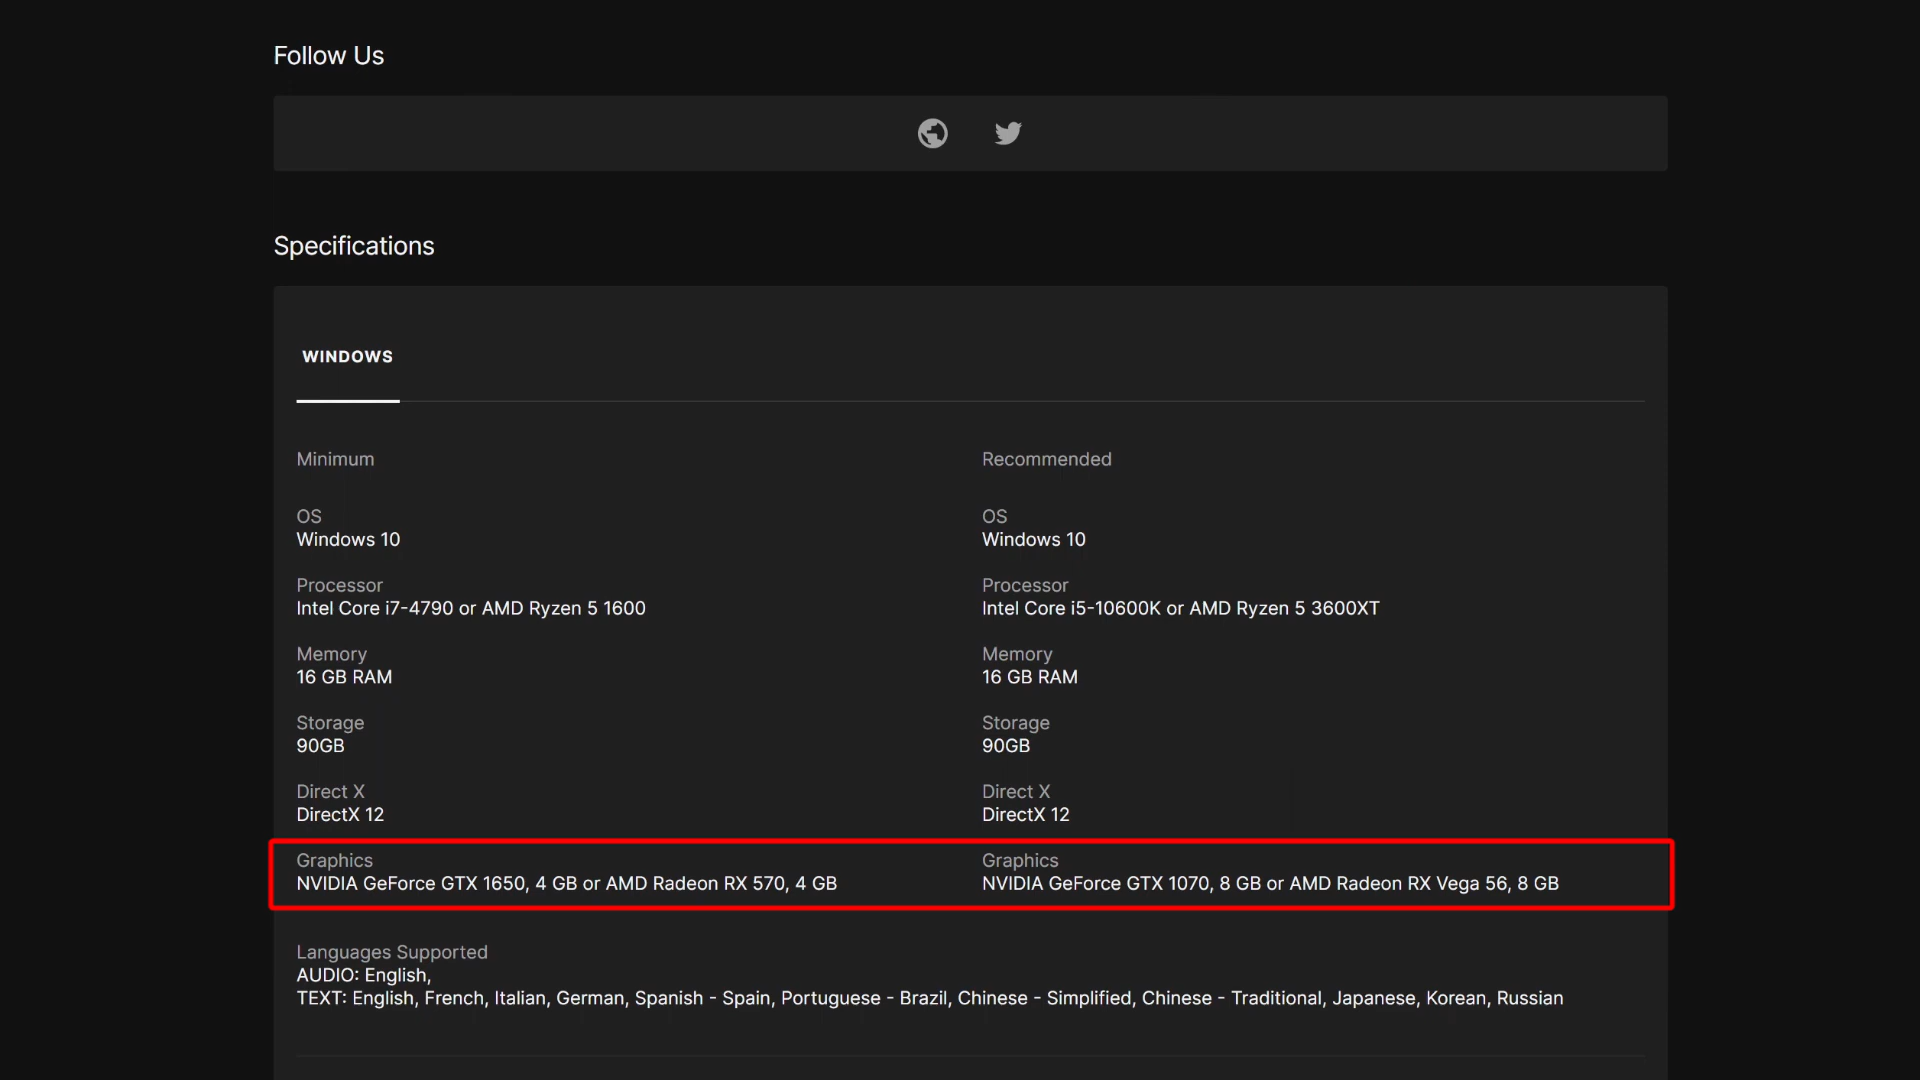 Follow Us
Specifications
WINDOWS
Minimum
Recommended
OS
Windows 10
OS
Windows 10
Processor
Intel Core i7-4790 or AMD Ryzen 5 1600
Processor
Intel Core i5-10600K or AMD Ryzen 5 3600XT
Memory
16 GB RAM
Memory
16 GB RAM
Storage
90GB
Storage
90GB
Direct X
DirectX 12
Direct X
DirectX 12
Graphics
NVIDIA GeForce GTX 1650, 4 GB or AMD Radeon RX 570, 4 GB
Graphics
NVIDIA GeForce GTX 1070, 8 GB or AMD Radeon RX Vega 56, 8 GB
Languages Supported
AUDIO: English,
TEXT: English, French, Italian, German, Spanish - Spain, Portuguese - Brazil, Chinese - Simplified, Chinese - Traditional, Japanese, Korean, Russian